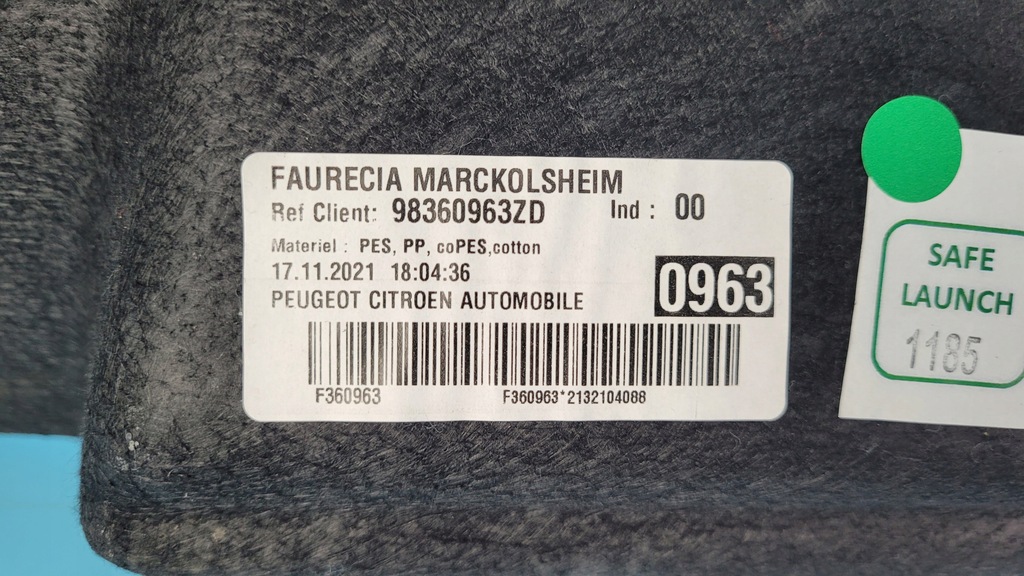 FAURECIA MARCKOLSHEIM
Ref Client: 98360963ZD Ind : 00
Materiel : PES, PP, coPES,cotton
17.11.2021 18:04:36
0963
PEUGEOT CITROEN AUTOMOBILE
F360963 F360963*2132104088
SAFE
LAUNCH
1185